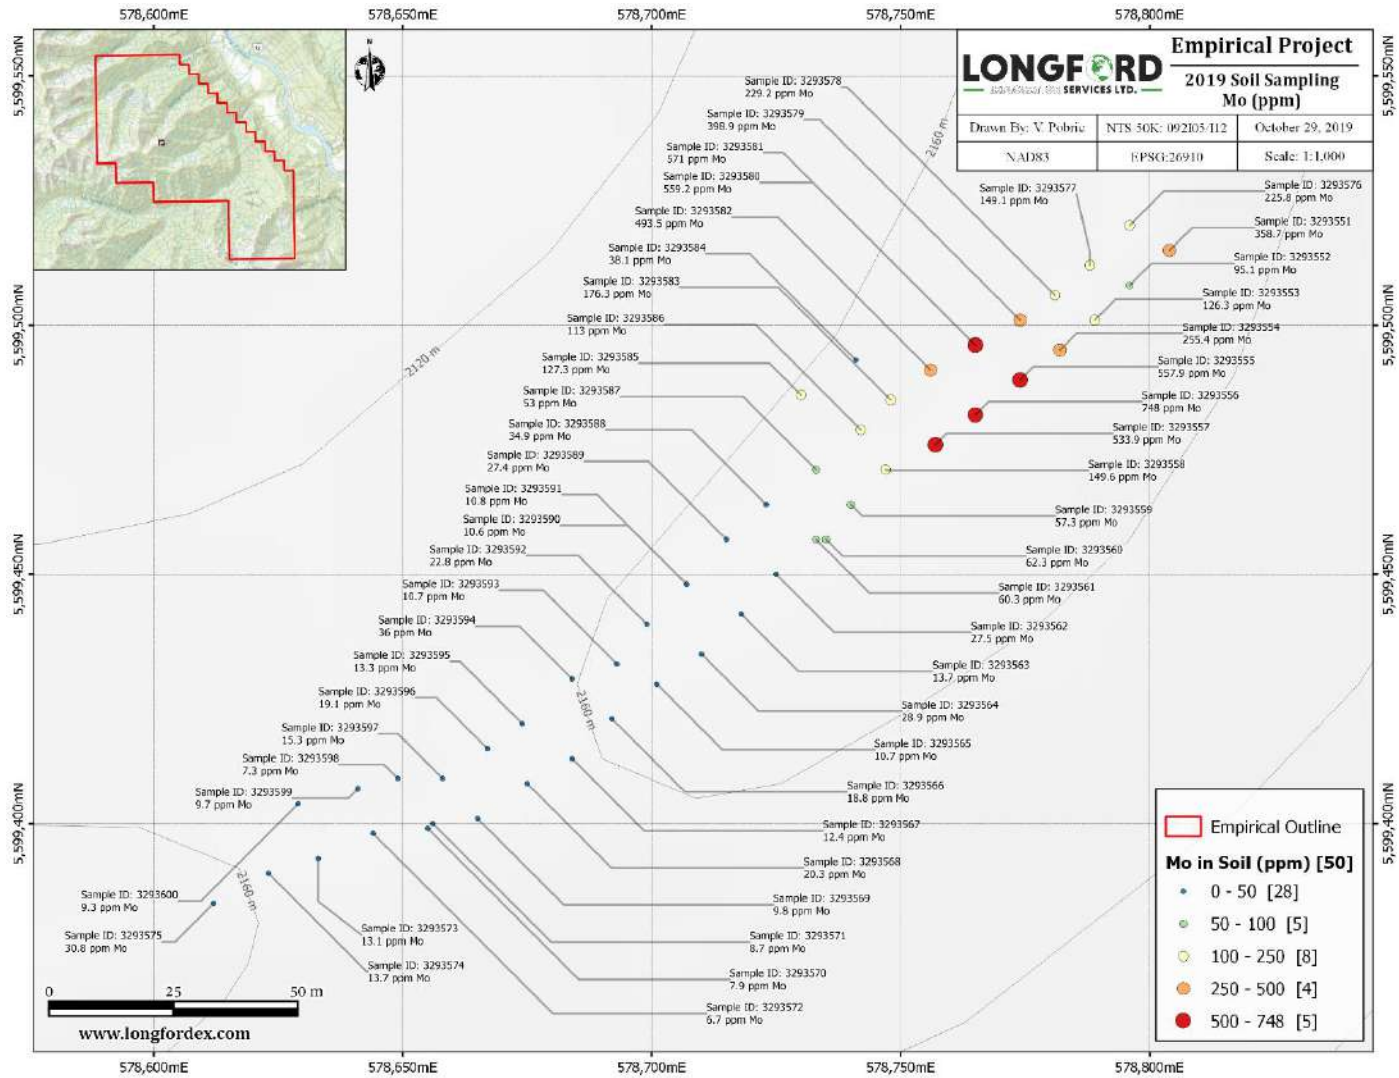 578,600mE
578,650mE
578,700mE
578,750mE
578,800mE
5,599,550mN
5,599,500mN
5,599,450mN
5,599,400mN
N
LONGFORD
SERVICES LTD.
Empirical Project
2019 Soil Sampling
Mo (ppm)
Drawn By: V. Pobric
NTS 50K: 092I05/I12
October 29, 2019
NAD83
EPSG:26910
Scale: 1:1,000
Sample ID: 3293578
229.2 ppm Mo
Sample ID: 3293579
398.9 ppm Mo
Sample ID: 3293581
571 ppm Mo
Sample ID: 3293580
559.2 ppm Mo
Sample ID: 3293582
493.5 ppm Mo
Sample ID: 3293584
38.1 ppm Mo
Sample ID: 3293583
176.3 ppm Mo
Sample ID: 3293586
113 ppm Mo
Sample ID: 3293585
127.3 ppm Mo
Sample ID: 3293587
53 ppm Mo
Sample ID: 3293588
34.9 ppm Mo
Sample ID: 3293589
27.4 ppm Mo
Sample ID: 3293591
10.8 ppm Mo
Sample ID: 3293590
10.6 ppm Mo
Sample ID: 3293592
22.8 ppm Mo
Sample ID: 3293593
10.7 ppm Mo
Sample ID: 3293594
36 ppm Mo
Sample ID: 3293595
13.3 ppm Mo
Sample ID: 3293596
19.1 ppm Mo
Sample ID: 3293597
15.3 ppm Mo
Sample ID: 3293598
7.3 ppm Mo
Sample ID: 3293599
9.7 ppm Mo
Sample ID: 3293600
9.3 ppm Mo
Sample ID: 3293575
30.8 ppm Mo
Sample ID: 3293577
149.1 ppm Mo
Sample ID: 3293576
225.8 ppm Mo
Sample ID: 3293551
358.7 ppm Mo
Sample ID: 3293552
95.1 ppm Mo
Sample ID: 3293553
126.3 ppm Mo
Sample ID: 3293554
255.4 ppm Mo
Sample ID: 3293555
557.9 ppm Mo
Sample ID: 3293556
748 ppm Mo
Sample ID: 3293557
533.9 ppm Mo
Sample ID: 3293558
149.6 ppm Mo
Sample ID: 3293559
57.3 ppm Mo
Sample ID: 3293560
62.3 ppm Mo
Sample ID: 3293561
60.3 ppm Mo
Sample ID: 3293562
27.5 ppm Mo
Sample ID: 3293563
13.7 ppm Mo
Sample ID: 3293564
28.9 ppm Mo
Sample ID: 3293565
10.7 ppm Mo
Sample ID: 3293566
18.8 ppm Mo
Sample ID: 3293567
12.4 ppm Mo
Sample ID: 3293568
20.3 ppm Mo
Sample ID: 3293569
9.8 ppm Mo
Sample ID: 3293571
8.7 ppm Mo
Sample ID: 3293570
7.9 ppm Mo
Sample ID: 3293572
6.7 ppm Mo
Sample ID: 3293573
13.1 ppm Mo
Sample ID: 3293574
13.7 ppm Mo
2160 m
2120 m
2160 m
2160 m
0 25 50 m
www.longfordex.com
Empirical Outline
Mo in Soil (ppm) [50]
0 - 50 [28]
50 - 100 [5]
100 - 250 [8]
250 - 500 [4]
500 - 748 [5]
5,599,550mN
5,599,500mN
5,599,450mN
5,599,400mN
578,600mE
578,650mE
578,700mE
578,750mE
578,800mE